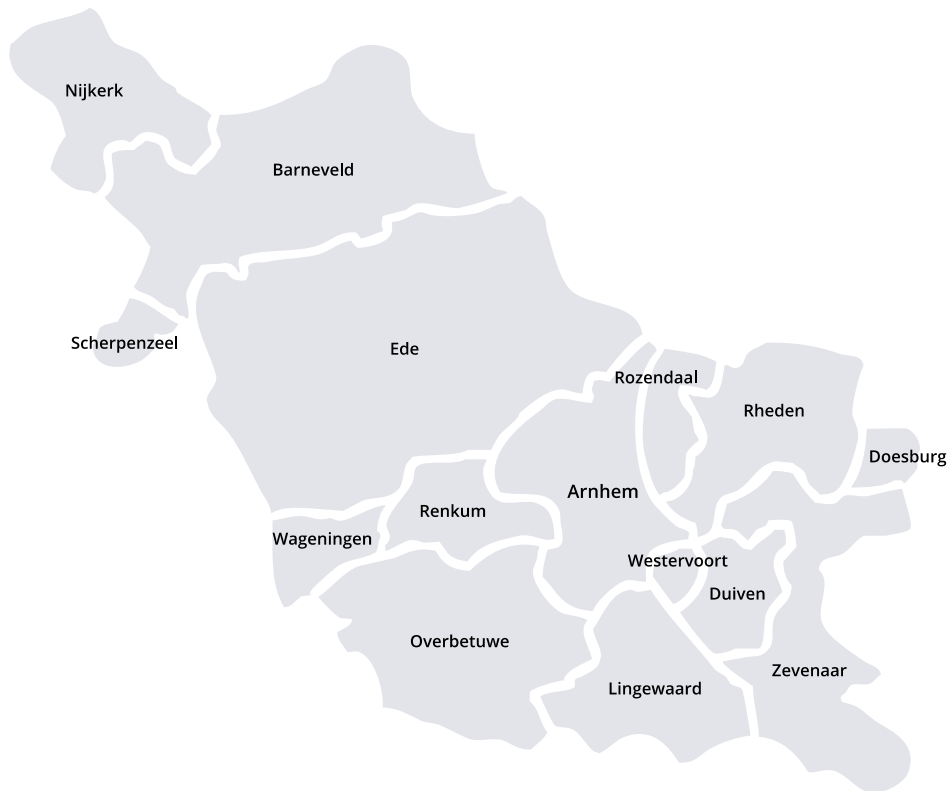 Nijkerk
Barneveld
Scherpenzeel
Ede
Rozendaal
Rheden
Doesburg
Arnhem
Renkum
Wageningen
Westervoort
Duiven
Overbetuwe
Zevenaar
Lingewaard